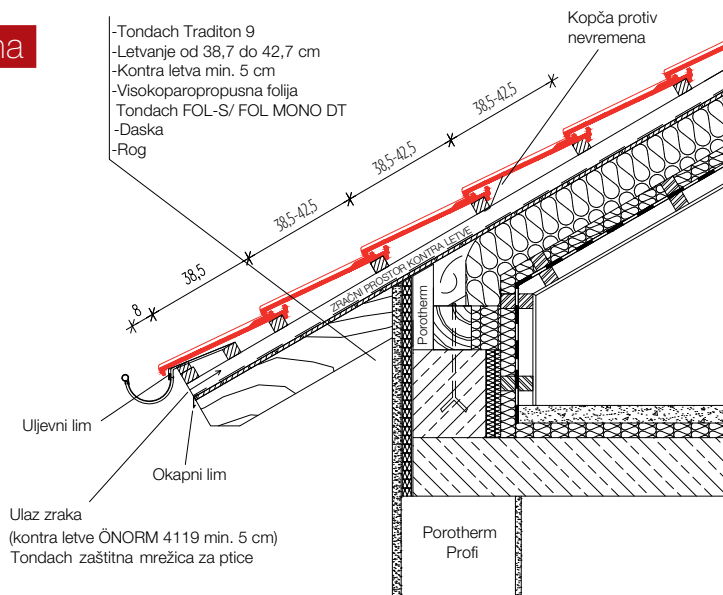 na
-Tondach Traditon 9
-Letvanje od 38,7 do 42,7 cm
-Kontra letva min. 5 cm
-Visokoparopropusna folija
Tondach FOL-S/ FOL MONO DT
-Daska
-Rog
Kopča protiv
nevremena
38,5-42,5
38,5-42,5
38,5-42,5
38,5
8
ZRAČNI PROSTOR KONTRA LETVE
Porotherm
Uljevni lim
Okapni lim
Ulaz zraka
(kontra letve ÖNORM 4119 min. 5 cm)
Tondach zaštitna mrežica za ptice
Porotherm
Profi